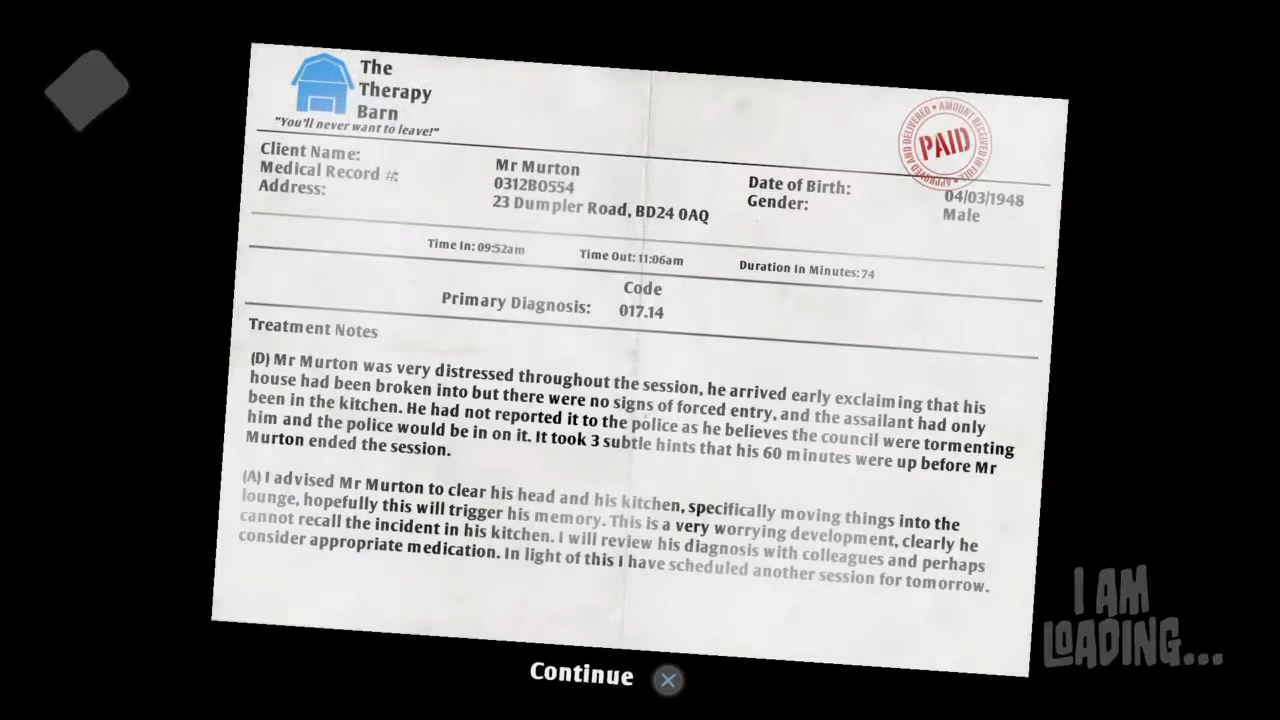 The
Therapy
Barn
"You'll never want to leave!"
APPROVED AND DELIVERED • AMOUNT RECEIVED IN FULL •
PAID
Client Name: Mr Murton Date of Birth: 04/03/1948
Medical Record #: 0312B0554 Gender: Male
Address: 23 Dumpler Road, BD24 0AQ
Time In: 09:52am Time Out: 11:06am Duration In Minutes: 74
Code
Primary Diagnosis: 017.14
Treatment Notes
(D) Mr Murton was very distressed throughout the session, he arrived early exclaiming that his
house had been broken into but there were no signs of forced entry, and the assailant had only
been in the kitchen. He had not reported it to the police as he believes the council were tormenting
him and the police would be in on it. It took 3 subtle hints that his 60 minutes were up before Mr
Murton ended the session.
(A) I advised Mr Murton to clear his head and his kitchen, specifically moving things into the
lounge, hopefully this will trigger his memory. This is a very worrying development, clearly he
cannot recall the incident in his kitchen. I will review his diagnosis with colleagues and perhaps
consider appropriate medication. In light of this I have scheduled another session for tomorrow.
I AM
LOADING...
Continue